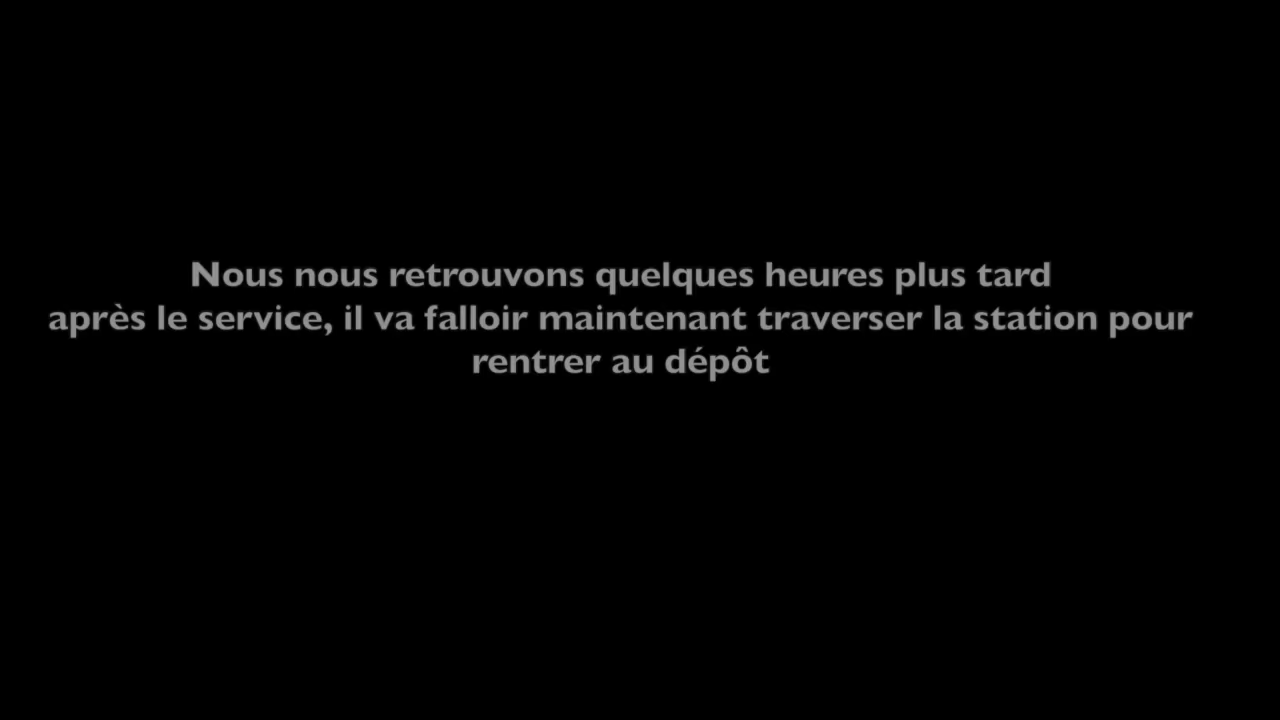 Nous nous retrouvons quelques heures plus tard
après le service, il va falloir maintenant traverser la station pour
rentrer au dépôt